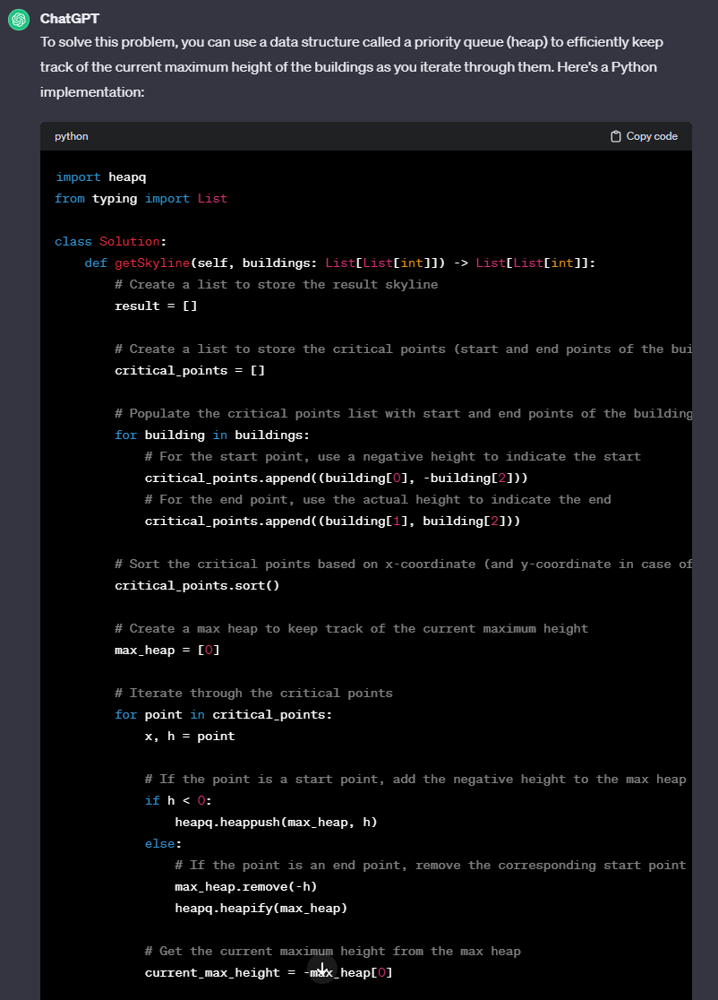 ChatGPT
To solve this problem, you can use a data structure called a priority queue (heap) to efficiently keep
track of the current maximum height of the buildings as you iterate through them. Here's a Python
implementation:
python
Copy code
import heapq
from typing import List
class Solution:
    def getSkyline(self, buildings: List[List[int]]) -> List[List[int]]:
        # Create a list to store the result skyline
        result = []
        # Create a list to store the critical points (start and end points of the bui
        critical_points = []
        # Populate the critical points list with start and end points of the building
        for building in buildings:
            # For the start point, use a negative height to indicate the start
            critical_points.append((building[0], -building[2]))
            # For the end point, use the actual height to indicate the end
            critical_points.append((building[1], building[2]))
        # Sort the critical points based on x-coordinate (and y-coordinate in case of
        critical_points.sort()
        # Create a max heap to keep track of the current maximum height
        max_heap = [0]
        # Iterate through the critical points
        for point in critical_points:
            x, h = point
            # If the point is a start point, add the negative height to the max heap
            if h < 0:
                heapq.heappush(max_heap, h)
            else:
                # If the point is an end point, remove the corresponding start point
                max_heap.remove(-h)
                heapq.heapify(max_heap)
            # Get the current maximum height from the max heap
            current_max_height = -max_heap[0]